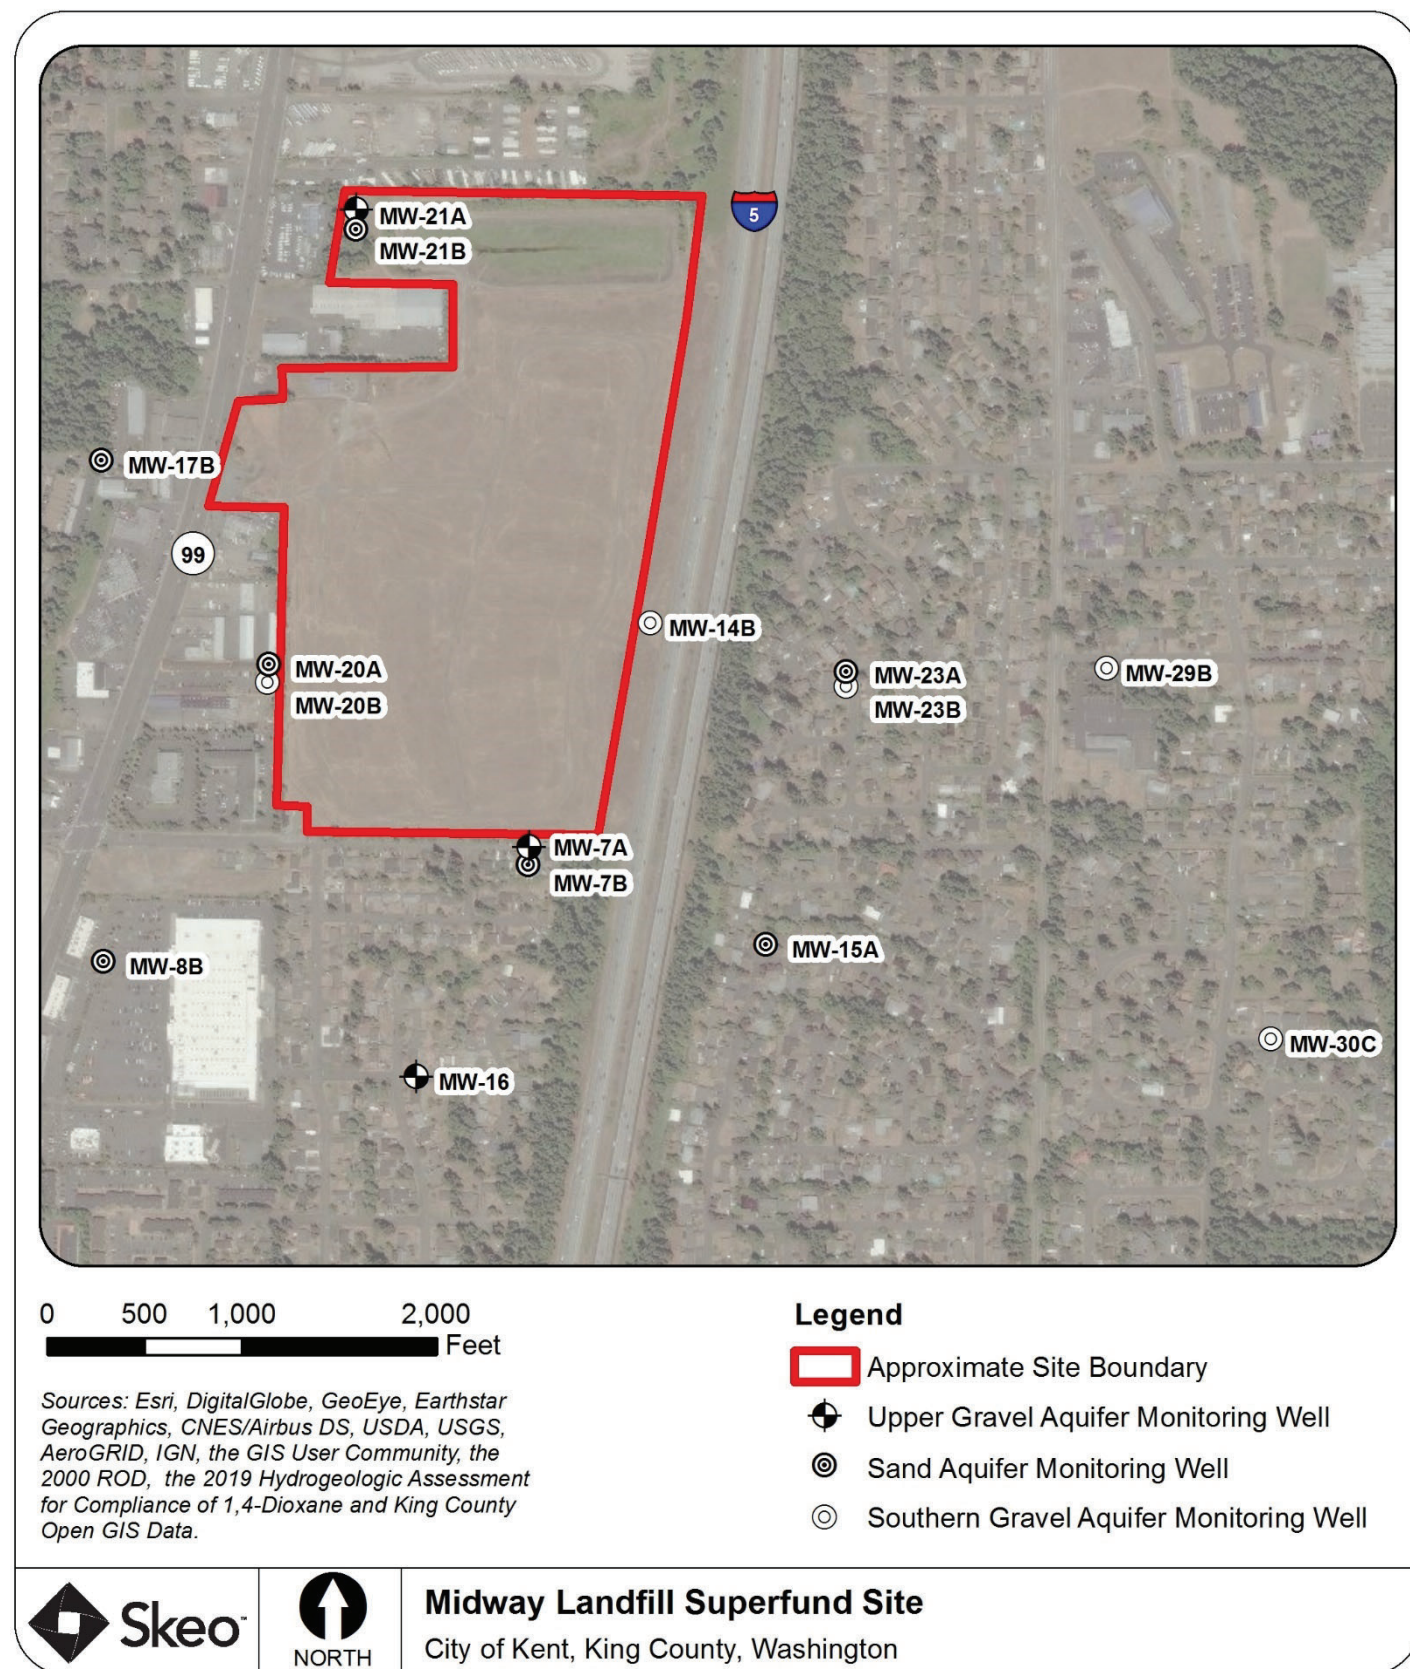 5
MW-21A
MW-21B
MW-17B
99
MW-14B
MW-20A
MW-20B
MW-23A
MW-23B
MW-29B
MW-7A
MW-7B
MW-8B
MW-15A
MW-30C
MW-16
0 500 1,000 2,000
Feet
Sources: Esri, DigitalGlobe, GeoEye, Earthstar
Geographics, CNES/Airbus DS, USDA, USGS,
AeroGRID, IGN, the GIS User Community, the
2000 ROD, the 2019 Hydrogeologic Assessment
for Compliance of 1,4-Dioxane and King County
Open GIS Data.
Legend
Approximate Site Boundary
Upper Gravel Aquifer Monitoring Well
Sand Aquifer Monitoring Well
Southern Gravel Aquifer Monitoring Well
Skeo
NORTH
Midway Landfill Superfund Site
City of Kent, King County, Washington